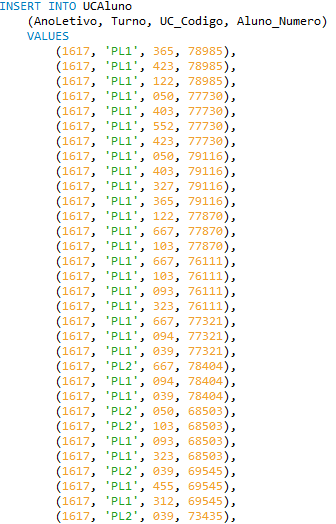 INSERT INTO UCAluno
(AnoLetivo, Turno, UC_Codigo, Aluno_Numero)
VALUES
(1617, 'PL1', 365, 78985),
(1617, 'PL1', 423, 78985),
(1617, 'PL1', 122, 78985),
(1617, 'PL1', 050, 77730),
(1617, 'PL1', 403, 77730),
(1617, 'PL1', 552, 77730),
(1617, 'PL1', 423, 77730),
(1617, 'PL1', 050, 79116),
(1617, 'PL1', 403, 79116),
(1617, 'PL1', 327, 79116),
(1617, 'PL1', 365, 79116),
(1617, 'PL1', 122, 77870),
(1617, 'PL1', 667, 77870),
(1617, 'PL1', 103, 77870),
(1617, 'PL1', 667, 76111),
(1617, 'PL1', 103, 76111),
(1617, 'PL1', 093, 76111),
(1617, 'PL1', 323, 76111),
(1617, 'PL1', 667, 77321),
(1617, 'PL1', 094, 77321),
(1617, 'PL1', 039, 77321),
(1617, 'PL2', 667, 78404),
(1617, 'PL1', 094, 78404),
(1617, 'PL1', 039, 78404),
(1617, 'PL2', 050, 68503),
(1617, 'PL2', 103, 68503),
(1617, 'PL1', 093, 68503),
(1617, 'PL1', 323, 68503),
(1617, 'PL2', 039, 69545),
(1617, 'PL1', 455, 69545),
(1617, 'PL1', 312, 69545),
(1617, 'PL2', 039, 73435),